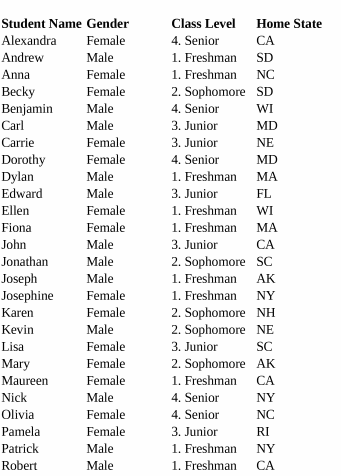 Student Name Gender Class Level Home State
Alexandra Female 4. Senior CA
Andrew Male 1. Freshman SD
Anna Female 1. Freshman NC
Becky Female 2. Sophomore SD
Benjamin Male 4. Senior WI
Carl Male 3. Junior MD
Carrie Female 3. Junior NE
Dorothy Female 4. Senior MD
Dylan Male 1. Freshman MA
Edward Male 3. Junior FL
Ellen Female 1. Freshman WI
Fiona Female 1. Freshman MA
John Male 3. Junior CA
Jonathan Male 2. Sophomore SC
Joseph Male 1. Freshman AK
Josephine Female 1. Freshman NY
Karen Female 2. Sophomore NH
Kevin Male 2. Sophomore NE
Lisa Female 3. Junior SC
Mary Female 2. Sophomore AK
Maureen Female 1. Freshman CA
Nick Male 4. Senior NY
Olivia Female 4. Senior NC
Pamela Female 3. Junior RI
Patrick Male 1. Freshman NY
Robert Male 1. Freshman CA